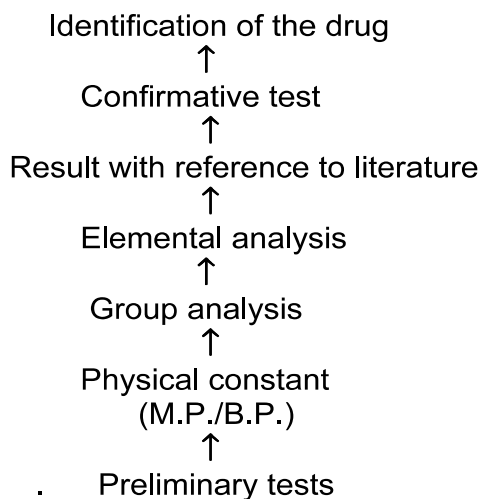 Identification of the drug
↑
Confirmative test
↑
Result with reference to literature
↑
Elemental analysis
↑
Group analysis
↑
Physical constant
(M.P./B.P.)
↑
. Preliminary tests